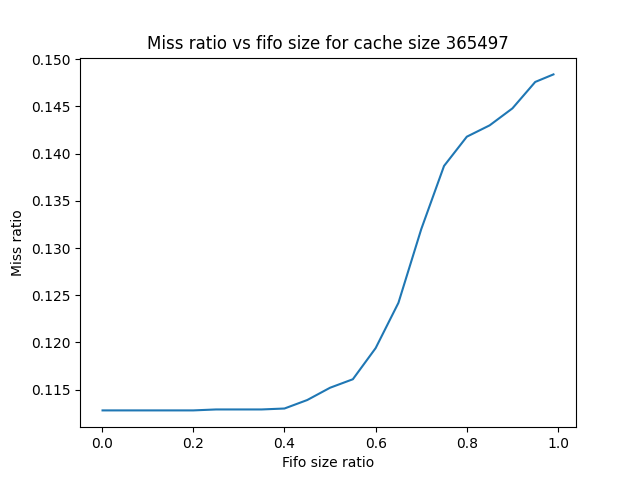 Miss ratio vs fifo size for cache size 365497
0.150
0.145
0.140
0.135
0.130
0.125
0.120
0.115
Miss ratio
0.0 0.2 0.4 0.6 0.8 1.0
Fifo size ratio